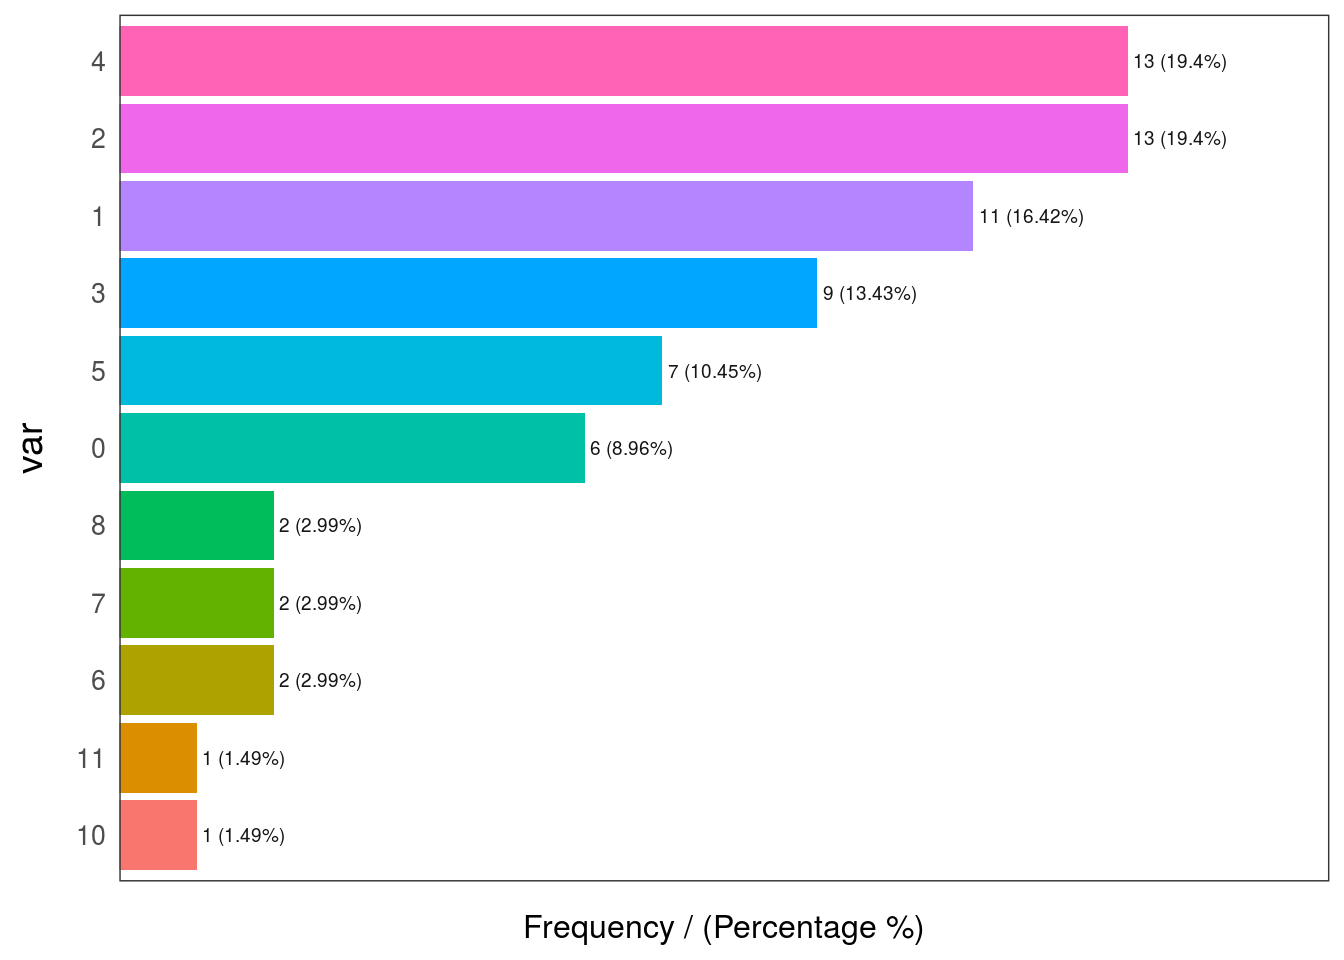 4 13 (19.4%)
2 13 (19.4%)
1 11 (16.42%)
3 9 (13.43%)
5 7 (10.45%)
var
0 6 (8.96%)
8 2 (2.99%)
7 2 (2.99%)
6 2 (2.99%)
11 1 (1.49%)
10 1 (1.49%)
Frequency / (Percentage %)